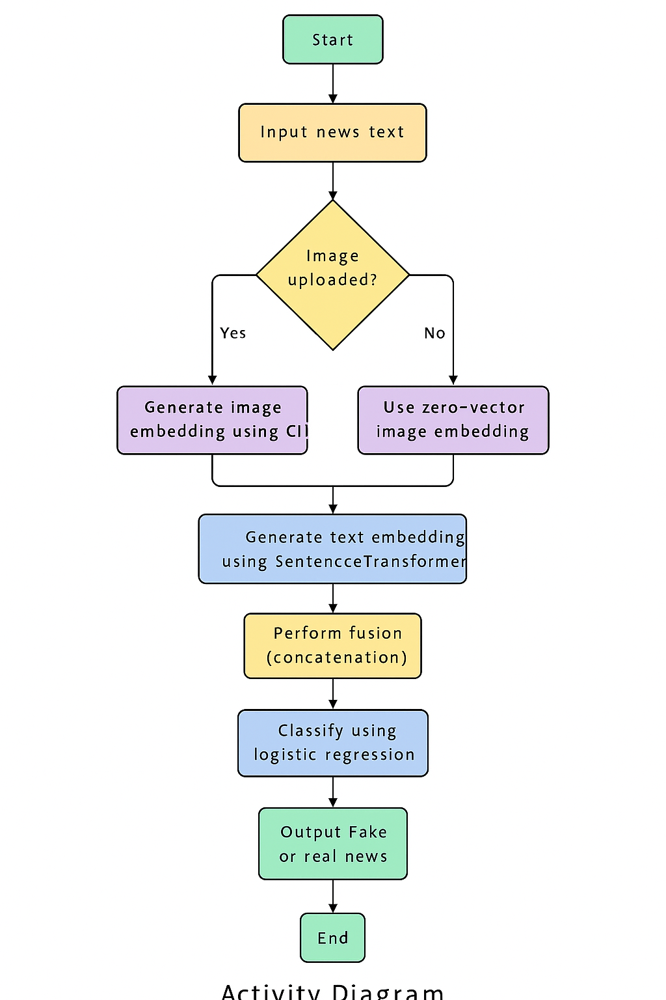 Start
Input news text
Image
uploaded?
Yes
No
Generate image
embedding using
Use zero-vector
image embedding
Generate text embedding
using SentencceTransformer
Perform fusion
(concatenation)
Classify using
logistic regression
Output Fake
or real news
End
Activity Diagram